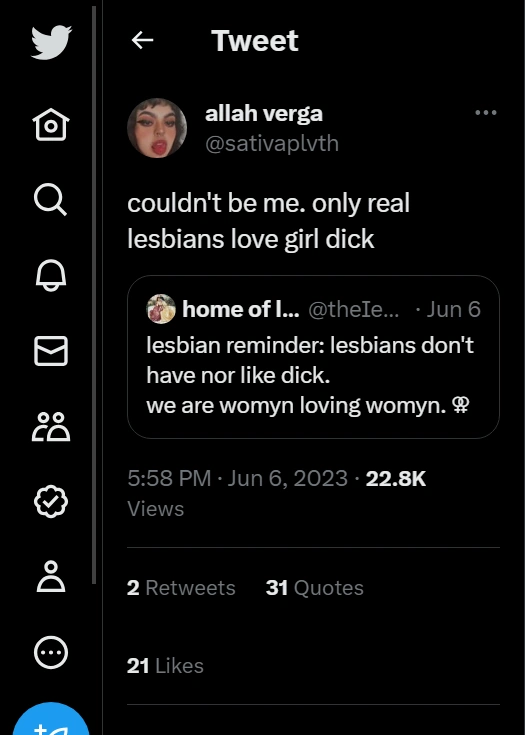 Tweet
allah verga
@sativaplvth
couldn't be me. only real
lesbians love girl dick
home of l... @theIe... · Jun 6
lesbian reminder: lesbians don't
have nor like dick.
we are womyn loving womyn. ⚢
5:58 PM · Jun 6, 2023 · 22.8K
Views
2 Retweets 31 Quotes
21 Likes